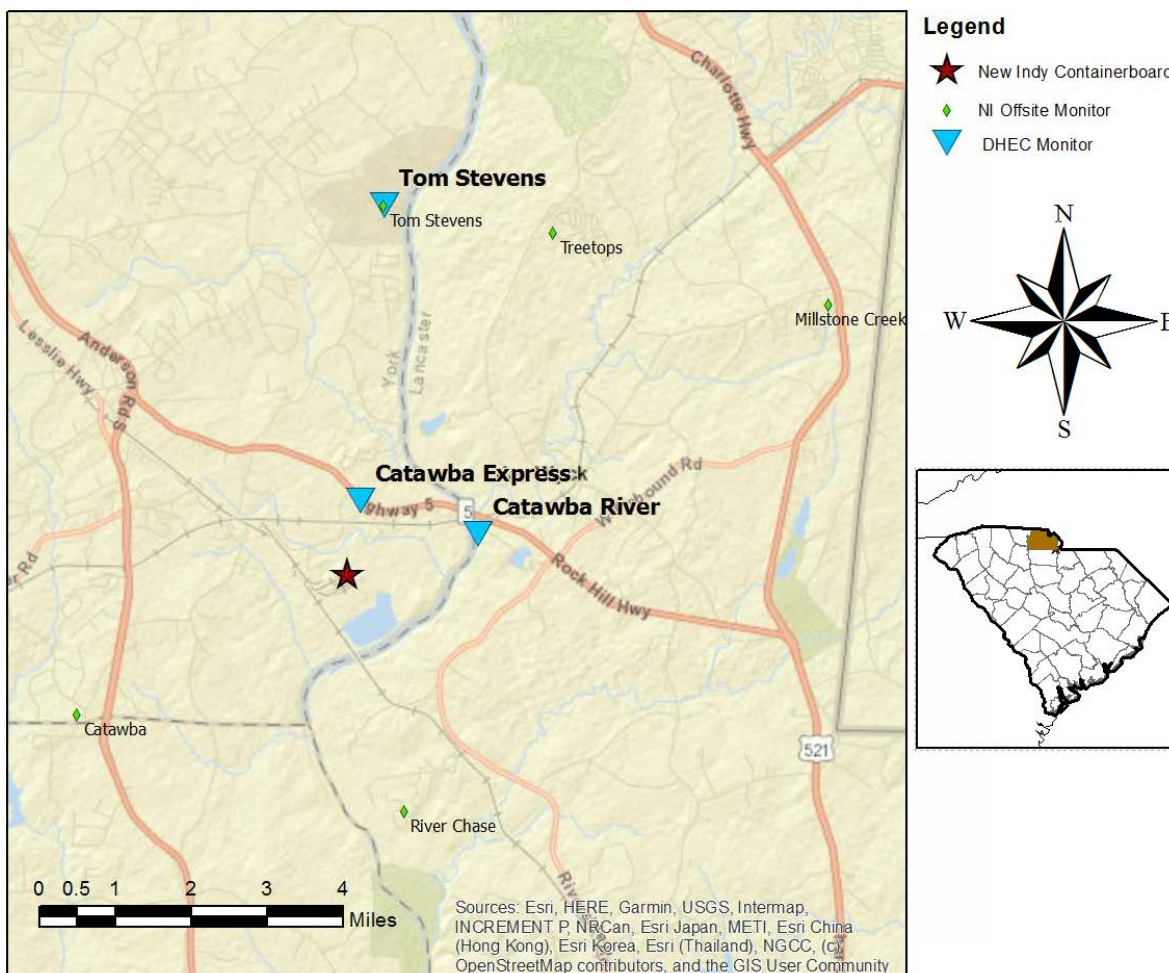 Legend
New Indy Containerboard
NI Offsite Monitor
DHEC Monitor
Charlotte Hwy
Tom Stevens
Tom Stevens
Treetops
Millstone Creek
Lesslie Hwy
Anderson Rd S
York
Lancaster
N
W
E
S
Catawba Express
Highway 5
5
Catawba River
Rock Hill Hwy
521
Catawba
River Chase
0 0.5 1 2 3 4
Miles
Sources: Esri, HERE, Garmin, USGS, Intermap,
INCREMENT P, NRCan, Esri Japan, METI, Esri China
(Hong Kong), Esri Korea, Esri (Thailand), NGCC, (c)
OpenStreetMap contributors, and the GIS User Community